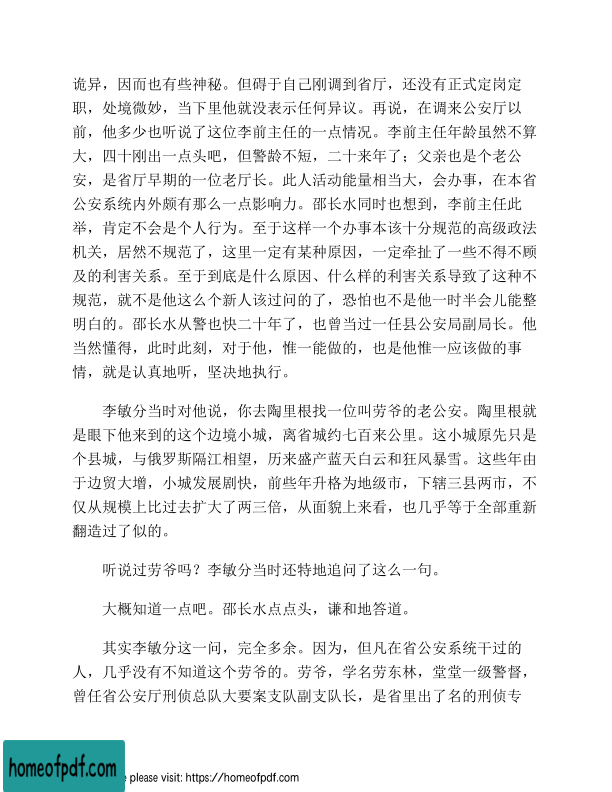 诡异，因而也有些神秘。但碍于自己刚调到省厅，还没有正式定岗定
职，处境微妙，当下里他就没表示任何异议。再说，在调来公安厅以
前，他多少也听说了这位李前主任的一点情况。李前主任年龄虽然不算
大，四十刚出一点头吧，但警龄不短，二十来年了；父亲也是个老公
安，是省厅早期的一位老厅长。此人活动能量相当大，会办事，在本省
公安系统内外颇有那么一点影响力。邵长水同时也想到，李前主任此
举，肯定不会是个人行为。至于这样一个办事本该十分规范的高级政法
机关，居然不规范了，这里一定有某种原因，一定牵扯了一些不得不顾
及的利害关系。至于到底是什么原因、什么样的利害关系导致了这种不
规范，就不是他这么个新人该过问的了，恐怕也不是他一时半会儿能整
明白的。邵长水从警也快二十年了，也曾当过一任县公安局副局长。他
当然懂得，此时此刻，对于他，惟一能做的，也是他惟一应该做的事
情，就是认真地听，坚决地执行。
李敏分当时对他说，你去陶里根找一位叫劳爷的老公安。陶里根就
是眼下他来到的这个边境小城，离省城约七百来公里。这小城原先只是
个县城，与俄罗斯隔江相望，历来盛产蓝天白云和狂风暴雪。这些年由
于边贸大增，小城发展剧快，前些年升格为地级市，下辖三县两市，不
仅从规模上比过去扩大了两三倍，从面貌上来看，也几乎等于全部重新
翻造过了似的。
听说过劳爷吗？李敏分当时还特地追问了这么一句。
大概知道一点吧。邵长水点点头，谦和地答道。
其实李敏分这一问，完全多余。因为，但凡在省公安系统干过的
人，几乎没有不知道这个劳爷的。劳爷，学名劳东林，堂堂一级警督，
曾任省公安厅刑侦总队大要案支队副支队长，是省里出了名的刑侦专
homeofpdf.com
e please visit: https://homeofpdf.com